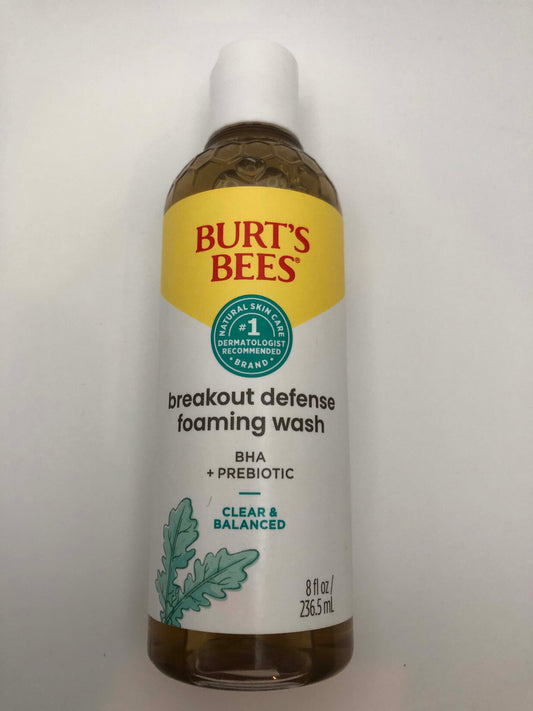 BURT'S
BEES®
NATURAL SKIN CARE
#1
DERMATOLOGIST
RECOMMENDED
• BRAND •
breakout defense
foaming wash
BHA
+ PREBIOTIC
CLEAR &
BALANCED
8 fl oz /
236.5 mL